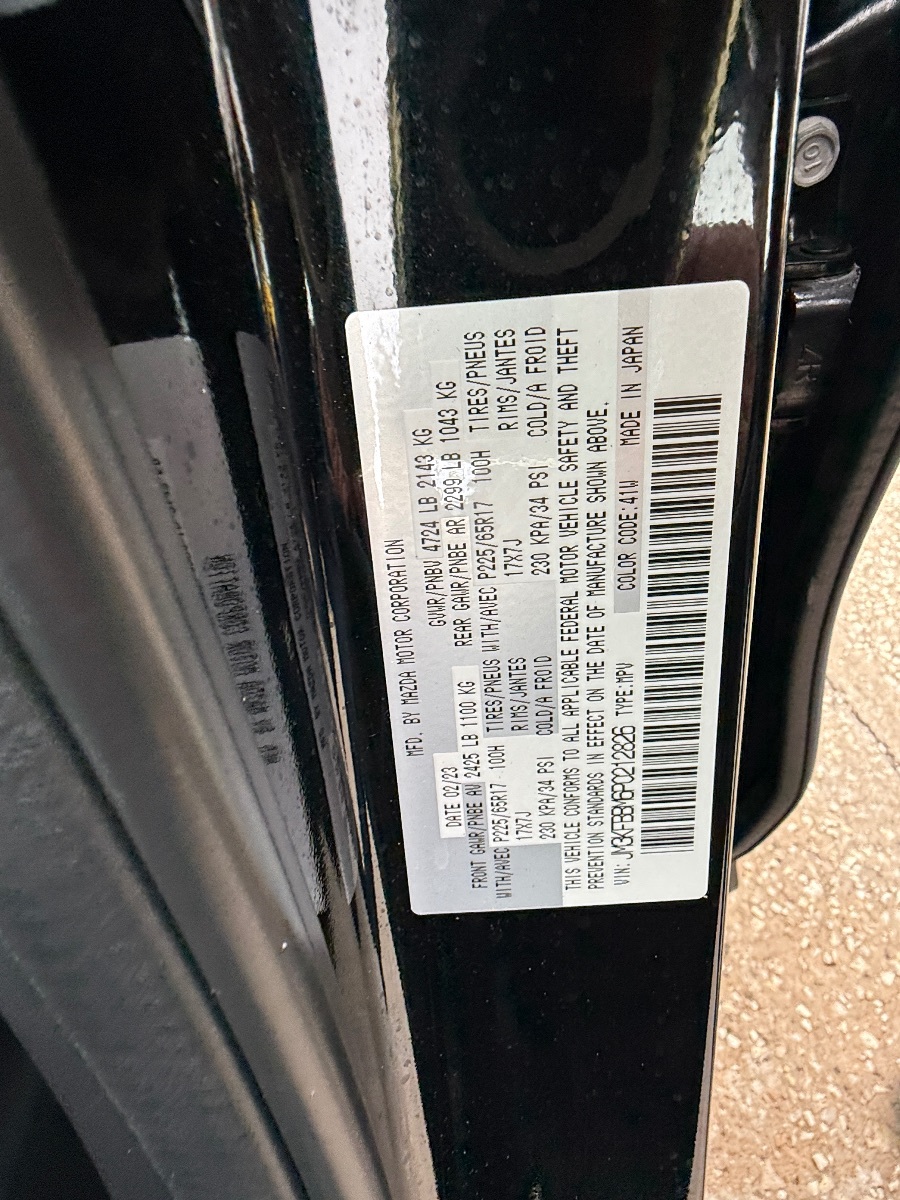 MFD. BY MAZDA MOTOR CORPORATION
DATE 02/23 GVWR/PNBV 4724 LB 2143 KG
FRONT GAWR/PNBE AV 2425 LB 1100 KG REAR GAWR/PNBE AR 2299 LB 1043 KG
WITH/AVEC P225/65R17 100H TIRES/PNEUS WITH/AVEC P225/65R17 100H TIRES/PNEUS
17X7J RIMS/JANTES 17X7J RIMS/JANTES
230 KPA/34 PSI COLD/A FROID 230 KPA/34 PSI COLD/A FROID
THIS VEHICLE CONFORMS TO ALL APPLICABLE FEDERAL MOTOR VEHICLE SAFETY AND THEFT
PREVENTION STANDARDS IN EFFECT ON THE DATE OF MANUFACTURE SHOWN ABOVE.
VIN: JM3KFBBM6P0212826 TYPE:MPV COLOR CODE:41W MADE IN JAPAN